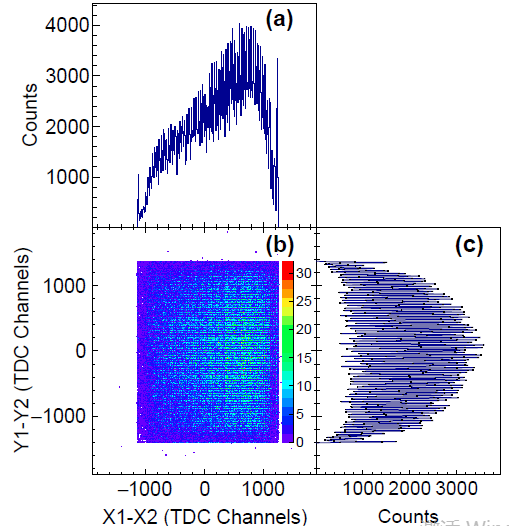 (a)
4000
3000
2000
1000
Counts
(b)
(c)
1000
0
−1000
Y1-Y2 (TDC Channels)
30
25
20
15
10
5
0
−1000 0 1000
X1-X2 (TDC Channels)
1000 2000 3000
Counts